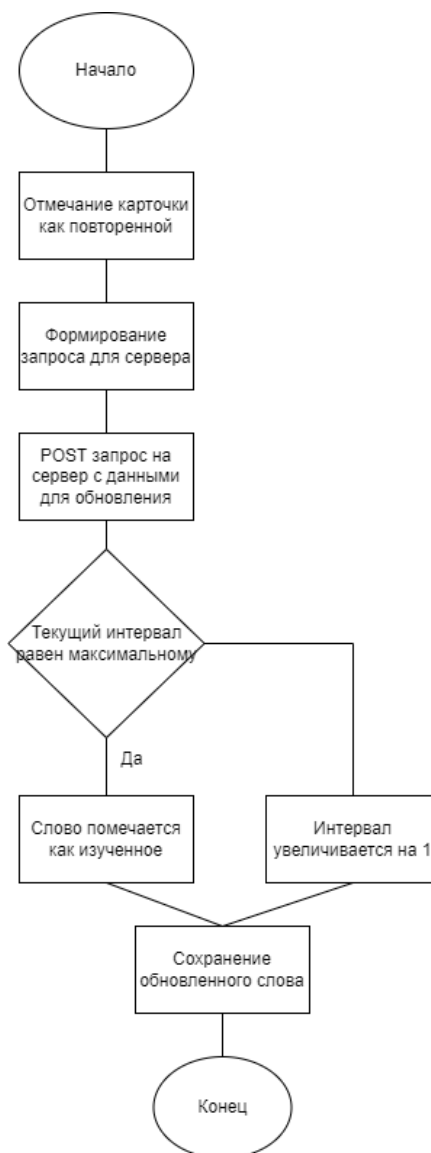 Начало
Отмечание карточки
как повторенной
Формирование
запроса для сервера
POST запрос на
сервер с данными
для обновления
Текущий интервал
равен максимальному
Да
Слово помечается
как изученное
Интервал
увеличивается на 1
Сохранение
обновленного слова
Конец